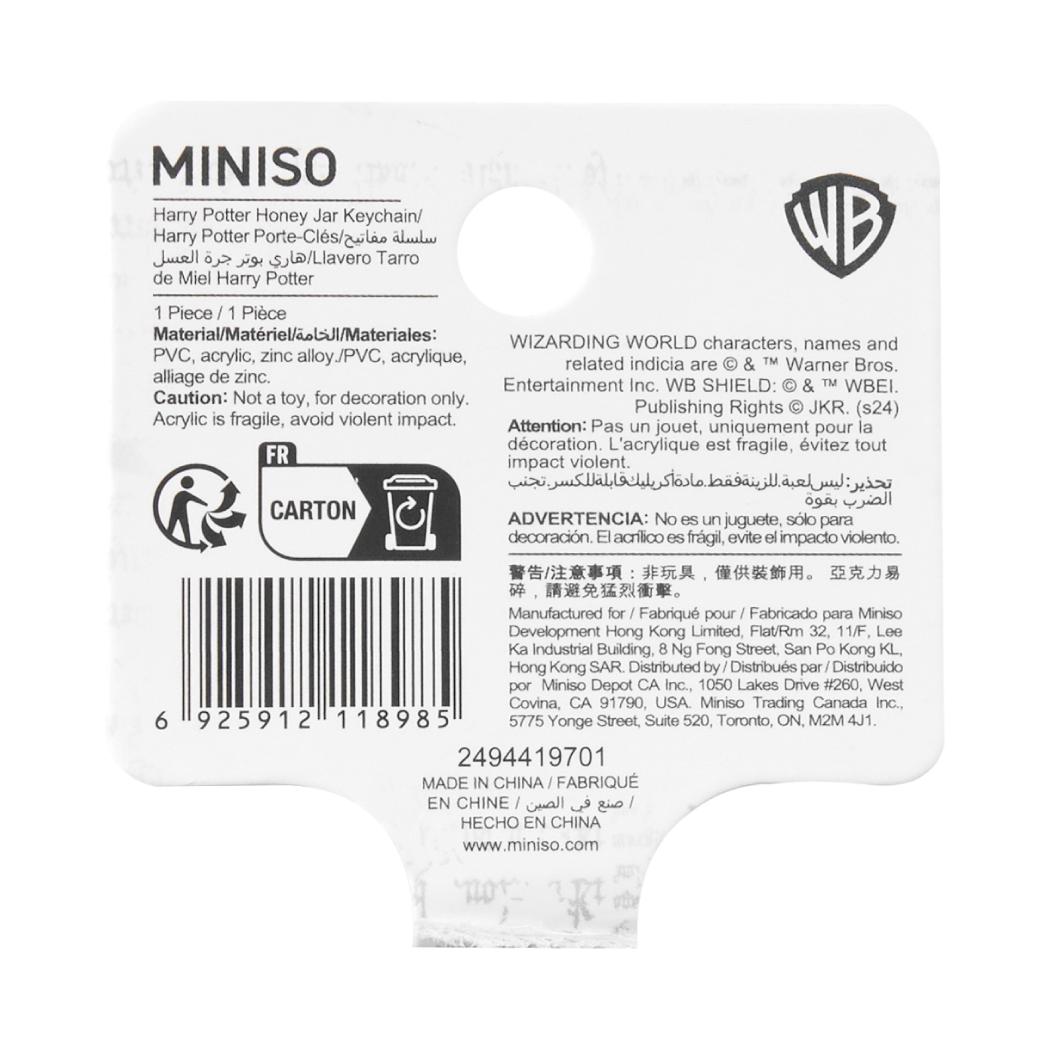 MINISO
Harry Potter Honey Jar Keychain/
Harry Potter Porte-Clés/سلسلة مفاتيح
هاري بوتر جرة العسل/Llavero Tarro
de Miel Harry Potter
1 Piece / 1 Pièce
Material/Matériel/الخامة/Materiales:
PVC, acrylic, zinc alloy./PVC, acrylique,
alliage de zinc.
Caution: Not a toy, for decoration only.
Acrylic is fragile, avoid violent impact.
FR
CARTON
6 925912 118985
WB
WIZARDING WORLD characters, names and
related indicia are © & ™ Warner Bros.
Entertainment Inc. WB SHIELD: © & ™ WBEI.
Publishing Rights © JKR. (s24)
Attention: Pas un jouet, uniquement pour la
décoration. L'acrylique est fragile, évitez tout
impact violent.
تحذير: ليس لعبة.للزينةفقط.مادةأكريليكقابلةللكسر.تجنب
الضرب بقوة
ADVERTENCIA: No es un juguete, sólo para
decoración. El acrílico es frágil, evite el impacto violento.
警告/注意事項：非玩具，僅供裝飾用。 亞克力易
碎，請避免猛烈衝擊。
Manufactured for / Fabriqué pour / Fabricado para Miniso
Development Hong Kong Limited, Flat/Rm 32, 11/F, Lee
Ka Industrial Building, 8 Ng Fong Street, San Po Kong KL,
Hong Kong SAR. Distributed by / Distribués par / Distribuido
por Miniso Depot CA Inc., 1050 Lakes Drive #260, West
Covina, CA 91790, USA. Miniso Trading Canada Inc.,
5775 Yonge Street, Suite 520, Toronto, ON, M2M 4J1.
2494419701
MADE IN CHINA / FABRIQUÉ
EN CHINE / صنع في الصين /
HECHO EN CHINA
www.miniso.com